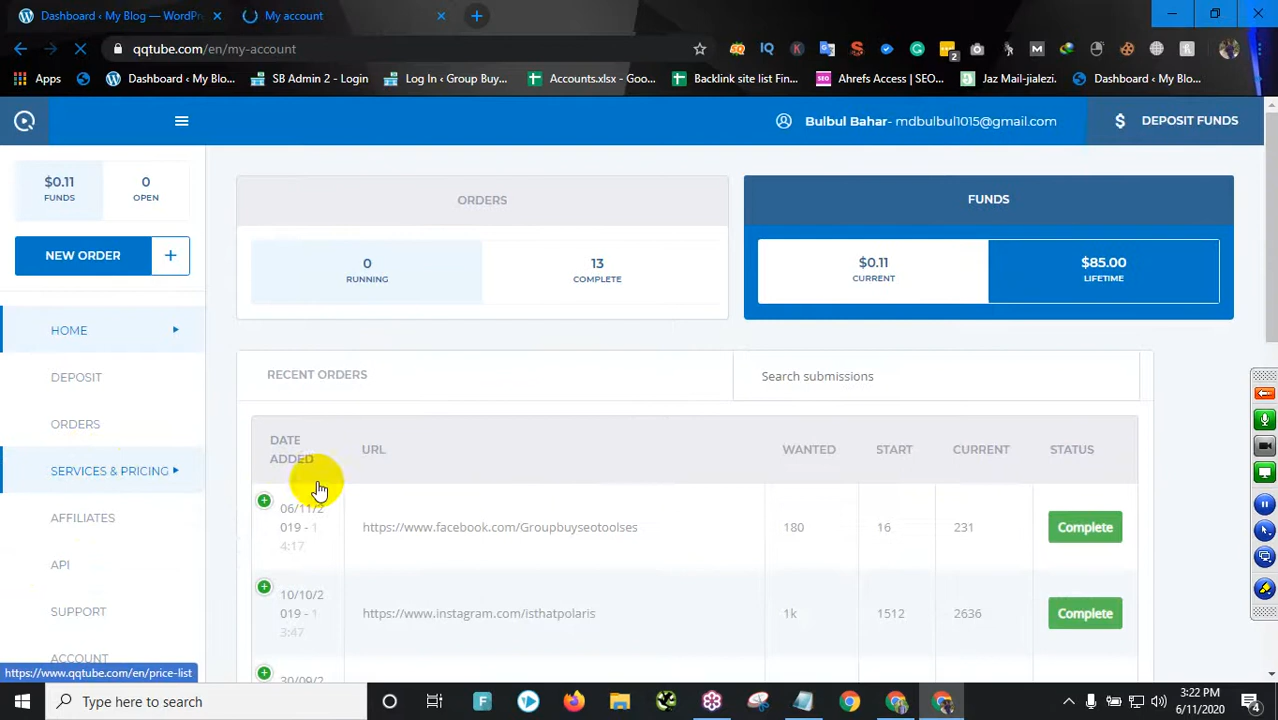 Dashboard ‹ My Blog — WordPr
My account
qqtube.com/en/my-account
Apps
Dashboard ‹ My Blo...
SB Admin 2 - Login
Log In ‹ Group Buy...
Accounts.xlsx - Goo...
Backlink site list Fin...
Ahrefs Access | SEO...
Jaz Mail-jialezi.
Dashboard ‹ My Blo...
Bulbul Bahar- mdbulbul1015@gmail.com
$ DEPOSIT FUNDS
$0.11
FUNDS
0
OPEN
NEW ORDER +
HOME
DEPOSIT
ORDERS
SERVICES & PRICING
AFFILIATES
API
SUPPORT
ACCOUNT
ORDERS
0
RUNNING
13
COMPLETE
FUNDS
$0.11
CURRENT
$85.00
LIFETIME
RECENT ORDERS
Search submissions
DATE ADDED URL WANTED START CURRENT STATUS
06/11/2
019 - 1
4:17
https://www.facebook.com/Groupbuyseotoolses 180 16 231 Complete
10/10/2
019 - 1
3:47
https://www.instagram.com/isthatpolaris 1k 1512 2636 Complete
30/09/2
https://www.qqtube.com/en/price-list
Type here to search
3:22 PM
6/11/2020
4